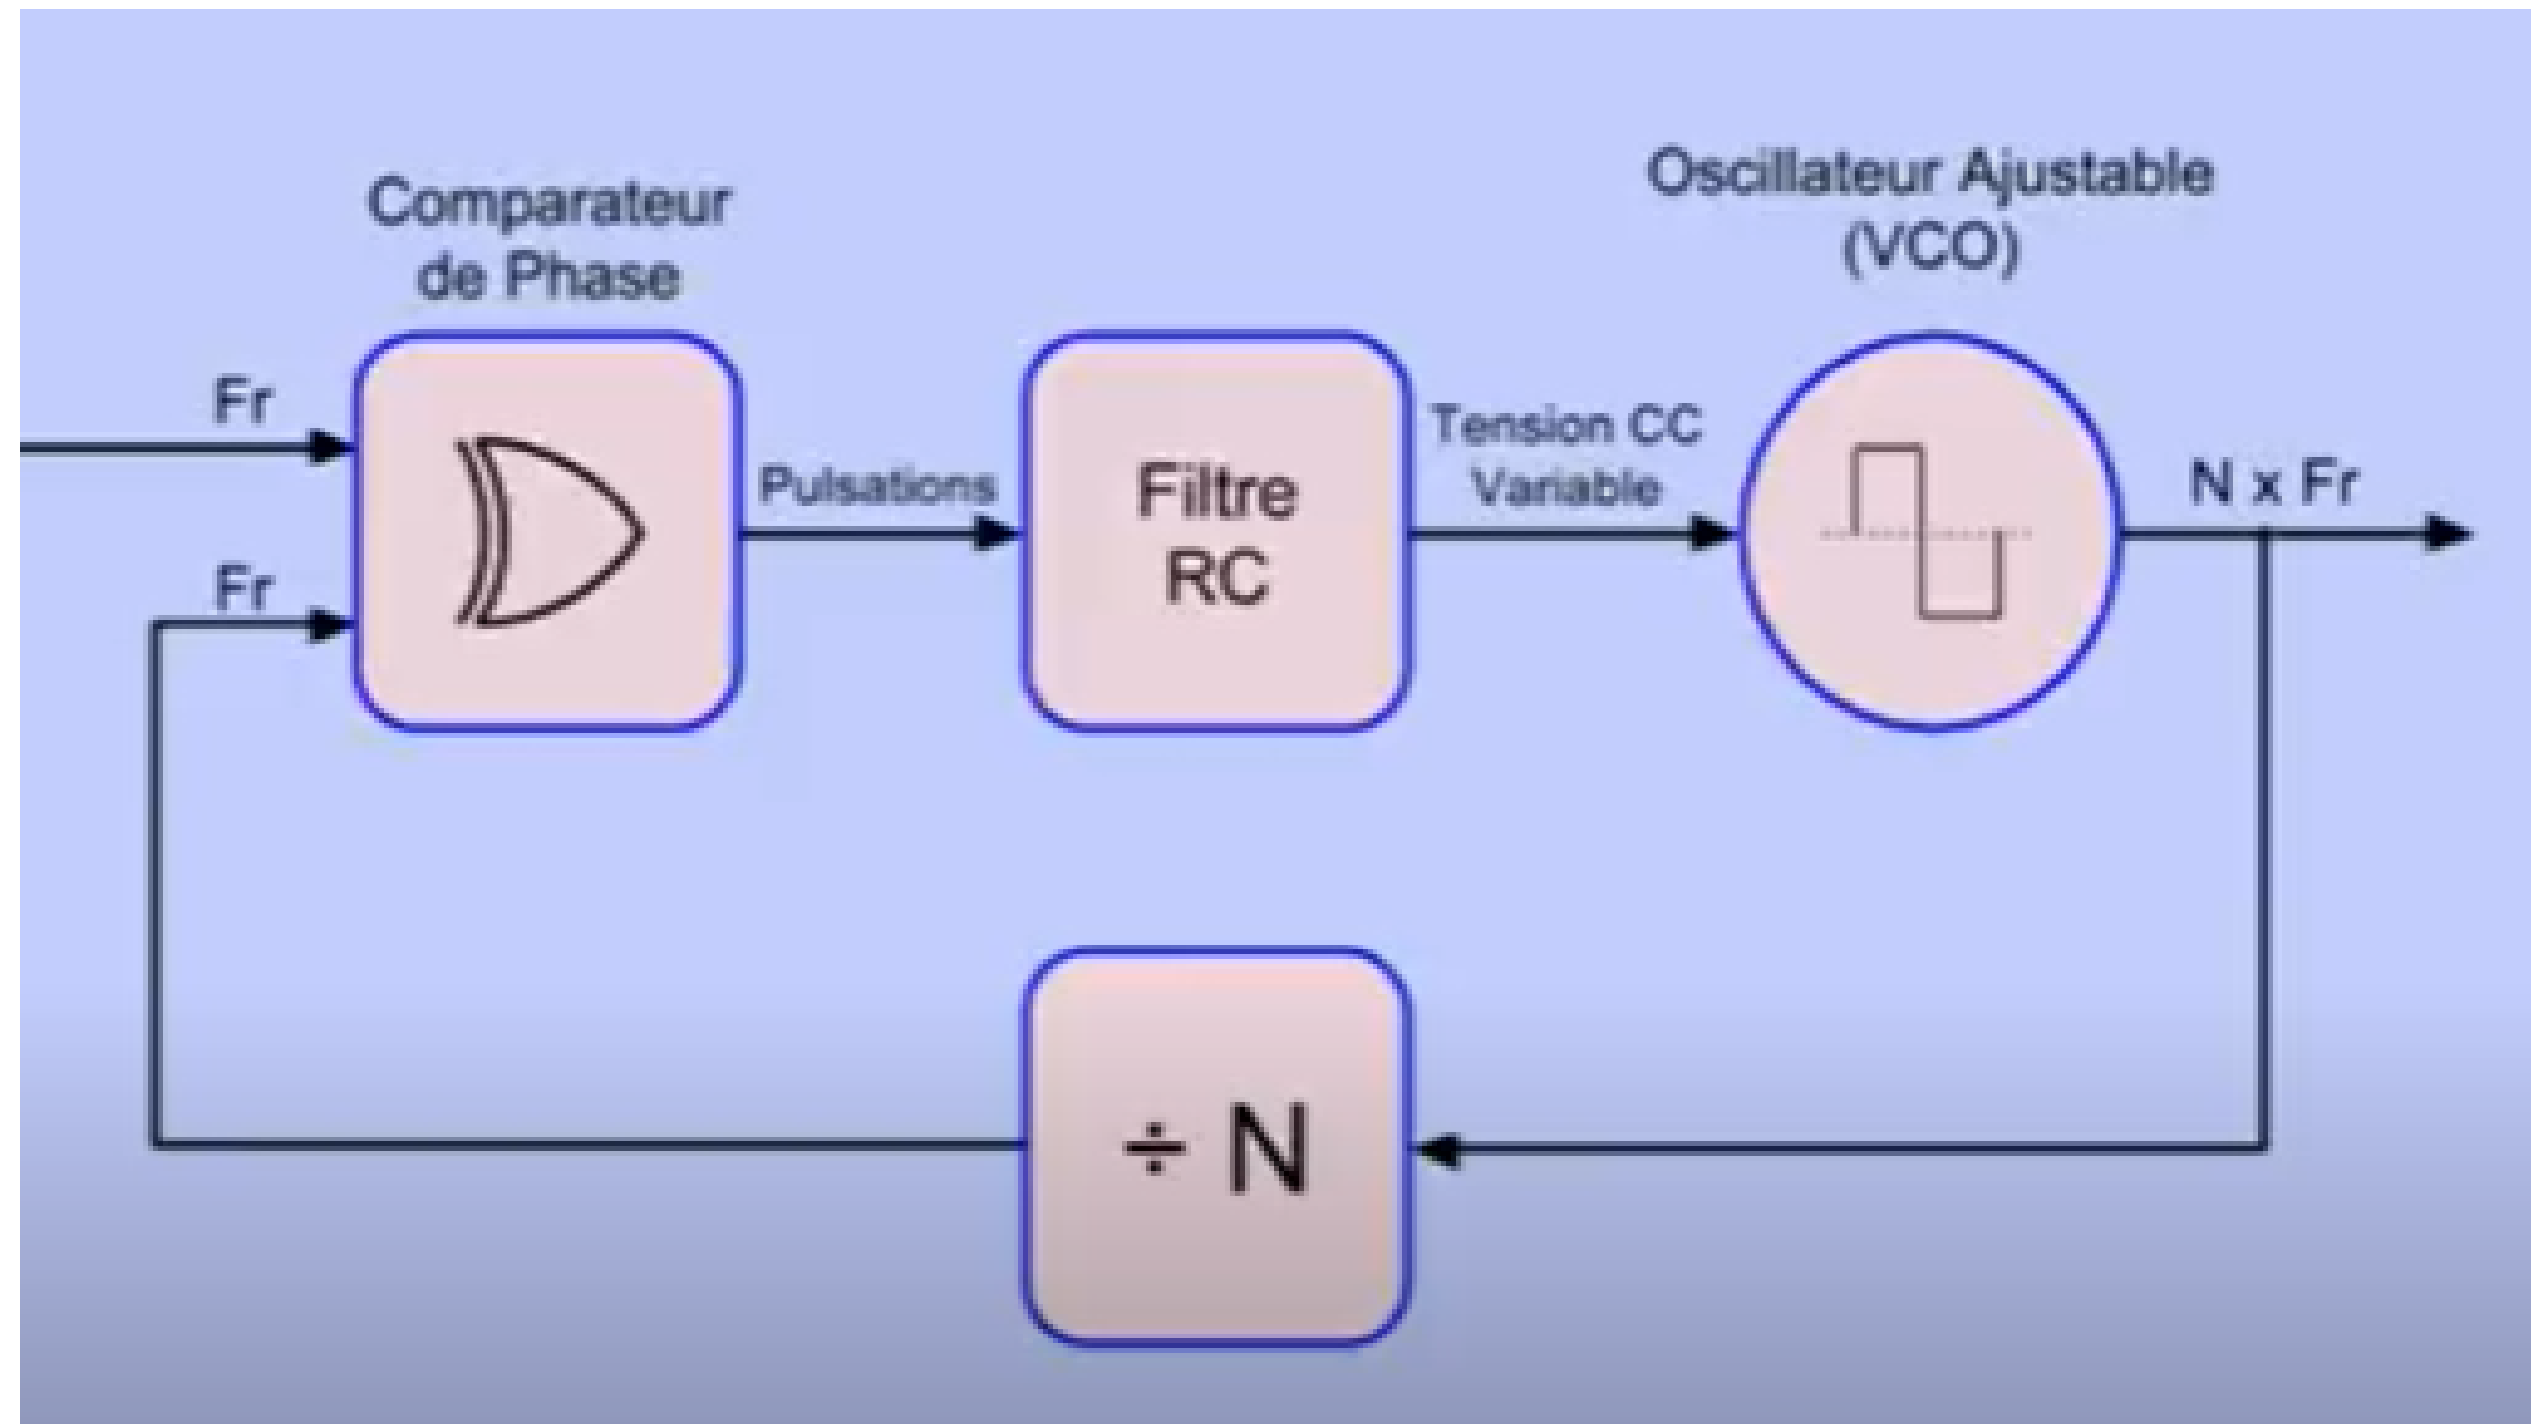 Comparateur
de Phase
Oscillateur Ajustable
(VCO)
Fr
Fr
Pulsations
Filtre
RC
Tension CC
Variable
N x Fr
÷ N